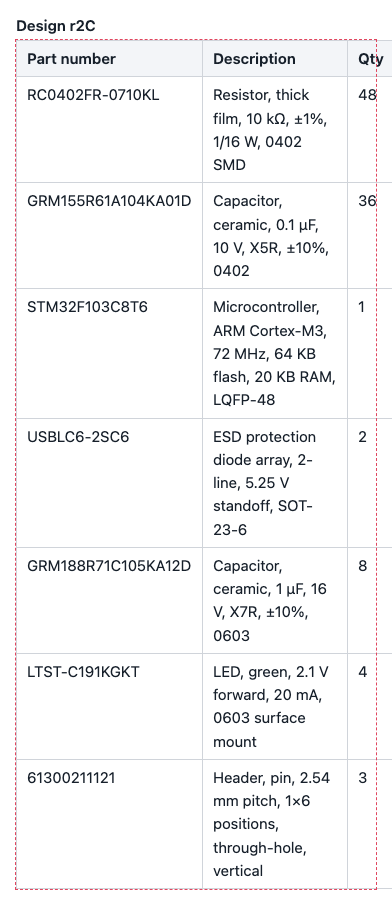 Design r2C
Part number Description Qty
RC0402FR-0710KL Resistor, thick 48
film, 10 kΩ, ±1%,
1/16 W, 0402
SMD
GRM155R61A104KA01D Capacitor, 36
ceramic, 0.1 µF,
10 V, X5R, ±10%,
0402
STM32F103C8T6 Microcontroller, 1
ARM Cortex-M3,
72 MHz, 64 KB
flash, 20 KB RAM,
LQFP-48
USBLC6-2SC6 ESD protection 2
diode array, 2-
line, 5.25 V
standoff, SOT-
23-6
GRM188R71C105KA12D Capacitor, 8
ceramic, 1 µF, 16
V, X7R, ±10%,
0603
LTST-C191KGKT LED, green, 2.1 V 4
forward, 20 mA,
0603 surface
mount
61300211121 Header, pin, 2.54 3
mm pitch, 1×6
positions,
through-hole,
vertical